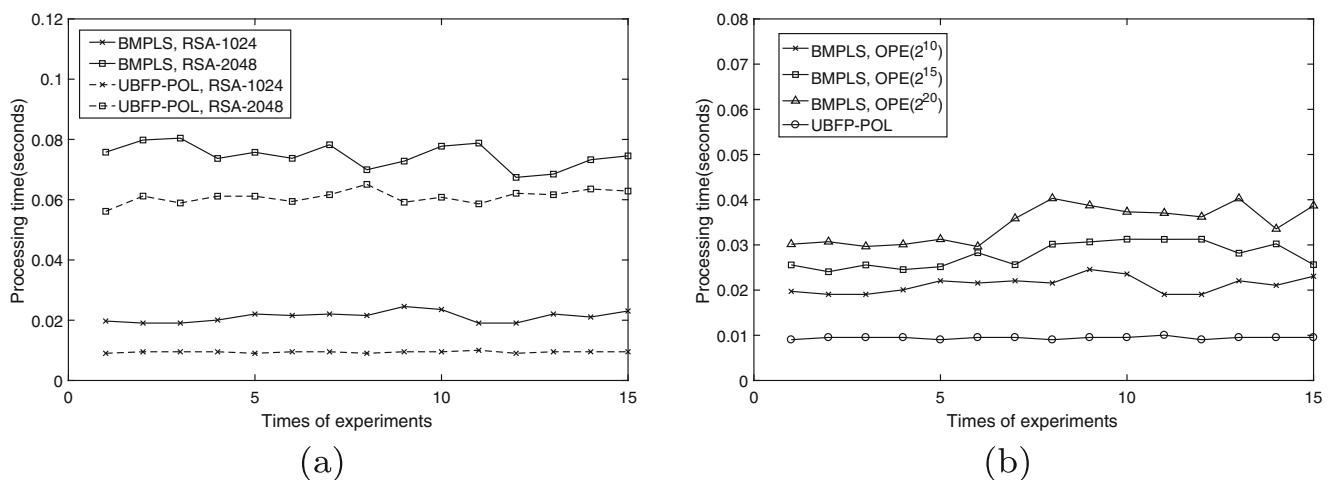 0.12
0.1
0.08
0.06
0.04
0.02
0
Processing time(seconds)
BMPLS, RSA-1024
BMPLS, RSA-2048
UBFP-POL, RSA-1024
UBFP-POL, RSA-2048
0 5 10 15
Times of experiments
(a)
0.08
0.07
0.06
0.05
0.04
0.03
0.02
0.01
0
Processing time(seconds)
BMPLS, OPE(2^10)
BMPLS, OPE(2^15)
BMPLS, OPE(2^20)
UBFP-POL
0 5 10 15
Times of experiments
(b)